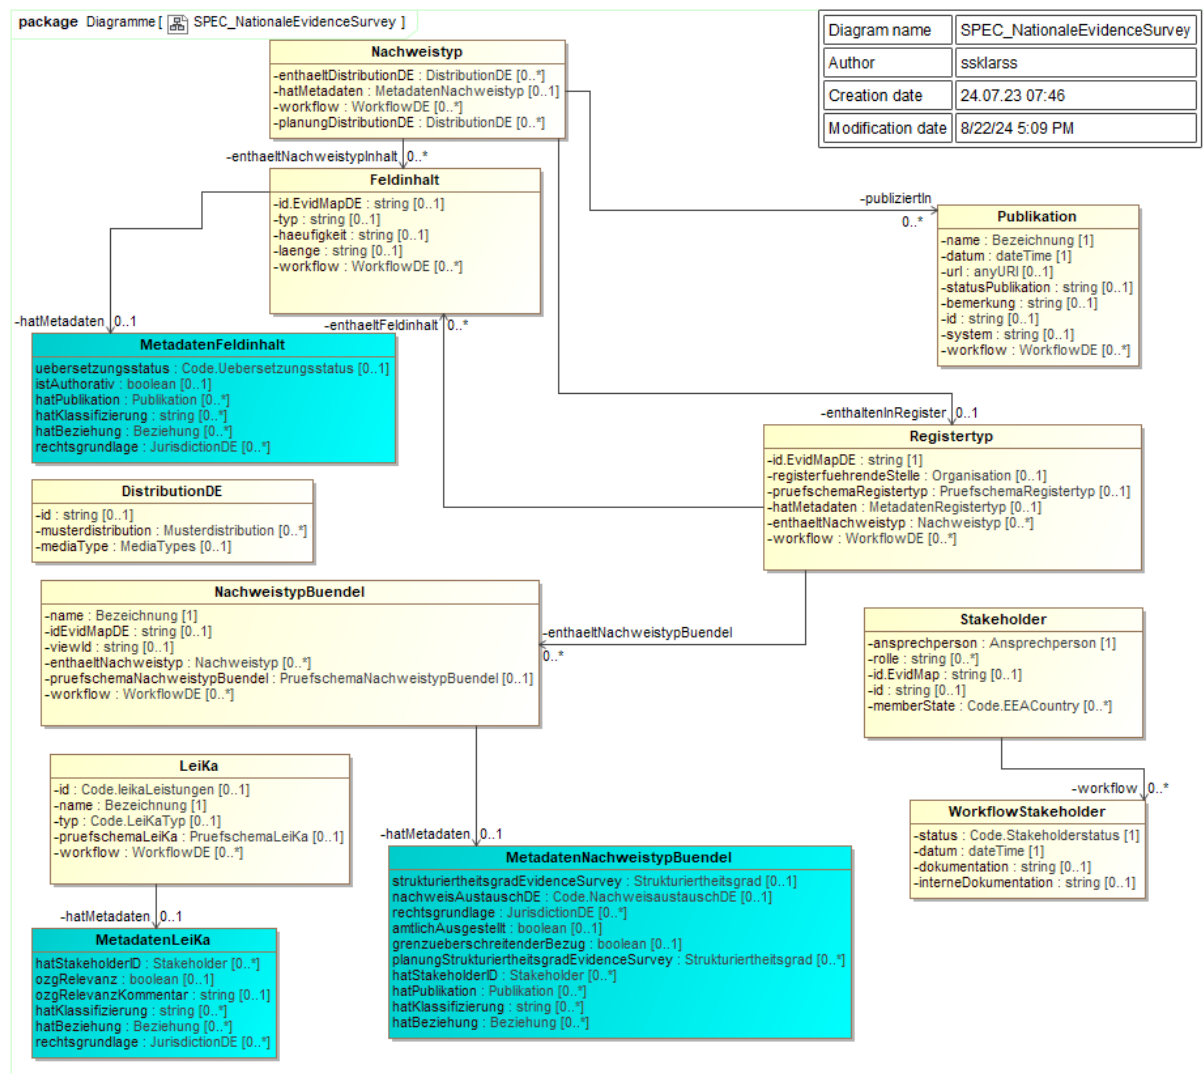 package Diagramme [ SPEC_NationaleEvidenceSurvey ]
Diagram name SPEC_NationaleEvidenceSurvey
Author ssklarss
Creation date 24.07.23 07:46
Modification date 8/22/24 5:09 PM
Nachweistyp
-enthaeltDistributionDE : DistributionDE [0..*]
-hatMetadaten : MetadatenNachweistyp [0..1]
-workflow : WorkflowDE [0..*]
-planungDistributionDE : DistributionDE [0..*]
-enthaeltNachweistypInhalt 0..*
Feldinhalt
-id.EvidMapDE : string [0..1]
-typ : string [0..1]
-haeufigkeit : string [0..1]
-laenge : string [0..1]
-workflow : WorkflowDE [0..*]
-publiziertIn
0..*
Publikation
-name : Bezeichnung [1]
-datum : dateTime [1]
-url : anyURI [0..1]
-statusPublikation : string [0..1]
-bemerkung : string [0..1]
-id : string [0..1]
-system : string [0..1]
-workflow : WorkflowDE [0..*]
-hatMetadaten 0..1
-enthaeltFeldinhalt 0..*
MetadatenFeldinhalt
uebersetzungsstatus : Code.Uebersetzungsstatus [0..1]
istAuthorativ : boolean [0..1]
hatPublikation : Publikation [0..*]
hatKlassifizierung : string [0..*]
hatBeziehung : Beziehung [0..*]
rechtsgrundlage : JurisdictionDE [0..*]
-enthaltenInRegister 0..1
Registertyp
-id.EvidMapDE : string [1]
-registerfuehrendeStelle : Organisation [0..1]
-pruefschemaRegistertyp : PruefschemaRegistertyp [0..1]
-hatMetadaten : MetadatenRegistertyp [0..1]
-enthaeltNachweistyp : Nachweistyp [0..*]
-workflow : WorkflowDE [0..*]
DistributionDE
-id : string [0..1]
-musterdistribution : Musterdistribution [0..*]
-mediaType : MediaTypes [0..1]
NachweistypBuendel
-name : Bezeichnung [1]
-idEvidMapDE : string [0..1]
-viewId : string [0..1]
-enthaeltNachweistyp : Nachweistyp [0..*]
-pruefschemaNachweistypBuendel : PruefschemaNachweistypBuendel [0..1]
-workflow : WorkflowDE [0..*]
-enthaeltNachweistypBuendel
0..*
Stakeholder
-ansprechperson : Ansprechperson [1]
-rolle : string [0..*]
-id.EvidMap : string [0..1]
-id : string [0..1]
-memberState : Code.EEACountry [0..*]
-workflow 0..*
WorkflowStakeholder
-status : Code.Stakeholderstatus [1]
-datum : dateTime [1]
-dokumentation : string [0..1]
-interneDokumentation : string [0..1]
LeiKa
-id : Code.leikaLeistungen [0..1]
-name : Bezeichnung [1]
-typ : Code.LeiKaTyp [0..1]
-pruefschemaLeiKa : PruefschemaLeiKa [0..1]
-workflow : WorkflowDE [0..*]
-hatMetadaten 0..1
MetadatenNachweistypBuendel
strukturiertheitsgradEvidenceSurvey : Strukturiertheitsgrad [0..1]
nachweisAustauschDE : Code.NachweisaustauschDE [0..1]
rechtsgrundlage : JurisdictionDE [0..*]
amtlichAusgestellt : boolean [0..1]
grenzueberschreitenderBezug : boolean [0..1]
planungStrukturiertheitsgradEvidenceSurvey : Strukturiertheitsgrad [0..*]
hatStakeholderID : Stakeholder [0..*]
hatPublikation : Publikation [0..*]
hatKlassifizierung : string [0..*]
hatBeziehung : Beziehung [0..*]
-hatMetadaten 0..1
MetadatenLeiKa
hatStakeholderID : Stakeholder [0..*]
ozgRelevanz : boolean [0..1]
ozgRelevanzKommentar : string [0..1]
hatKlassifizierung : string [0..*]
hatBeziehung : Beziehung [0..*]
rechtsgrundlage : JurisdictionDE [0..*]